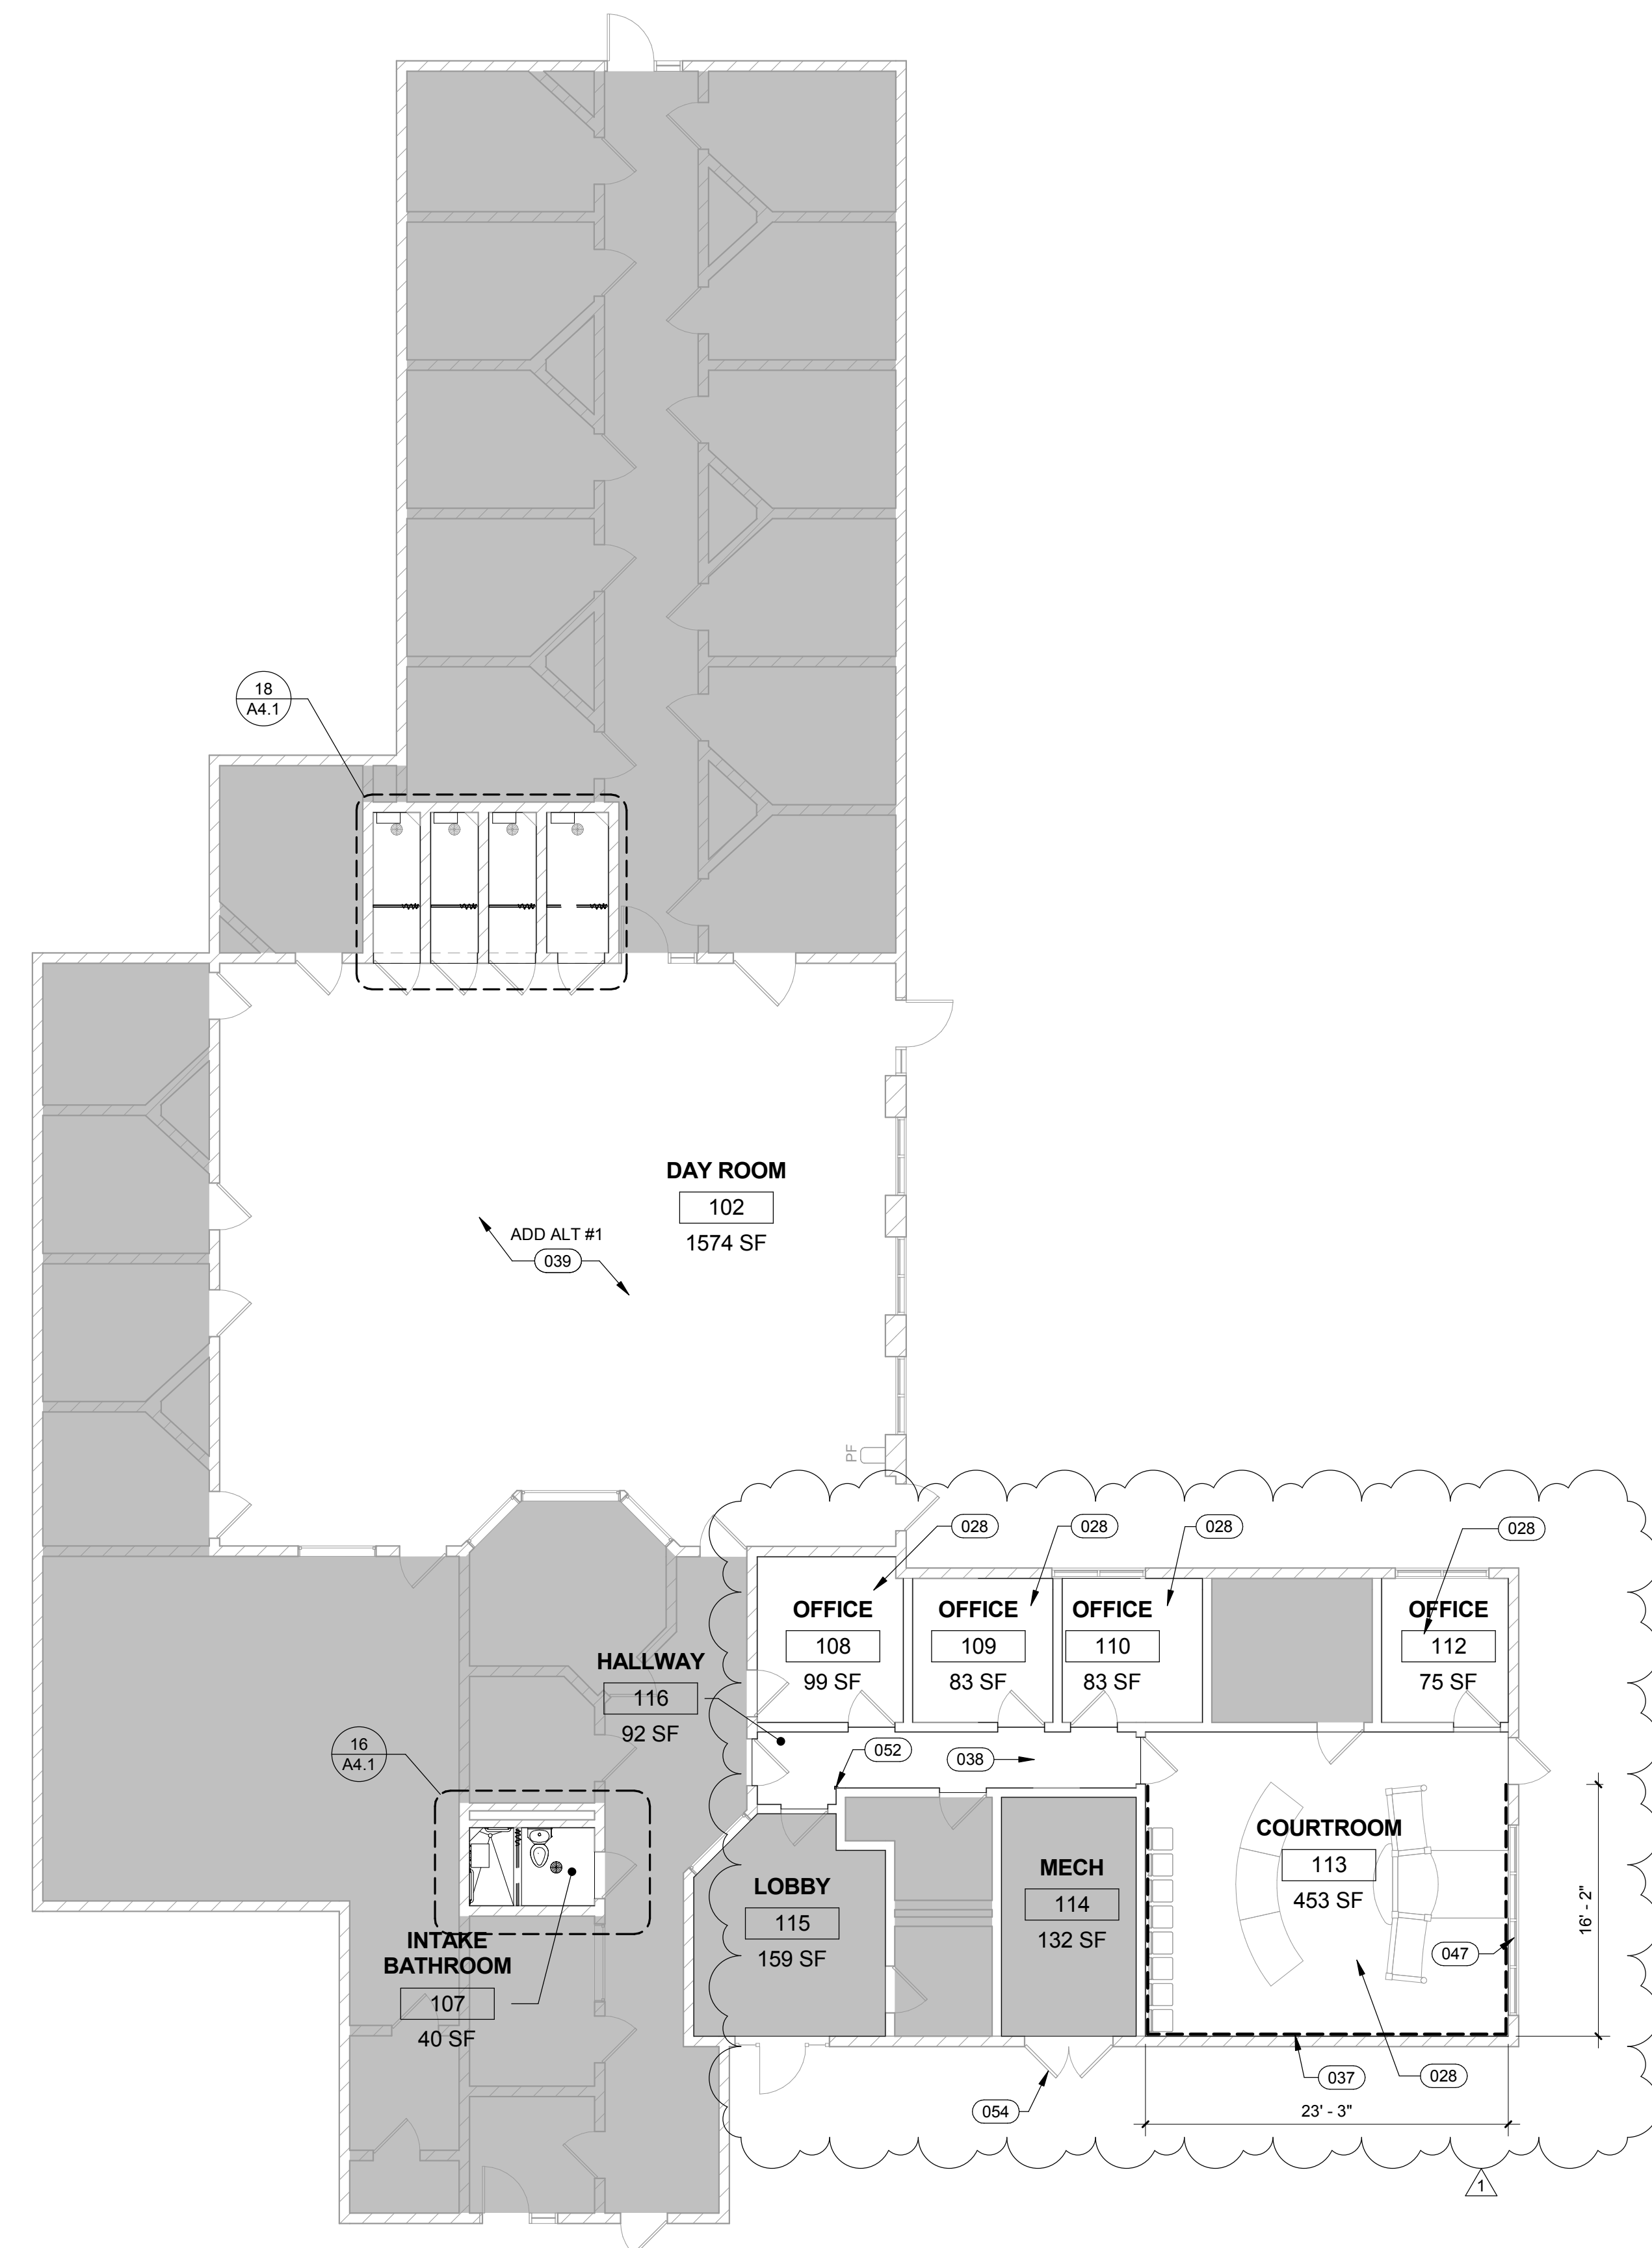 18
A4.1
DAY ROOM
102
1574 SF
ADD ALT #1
039
PF
028
028
028
028
OFFICE
108
99 SF
OFFICE
109
83 SF
OFFICE
110
83 SF
OFFICE
112
75 SF
HALLWAY
116
92 SF
16
A4.1
052
038
COURTROOM
113
453 SF
MECH
114
132 SF
LOBBY
115
159 SF
047
16' - 2"
INTAKE
BATHROOM
107
40 SF
037
028
054
23' - 3"
1